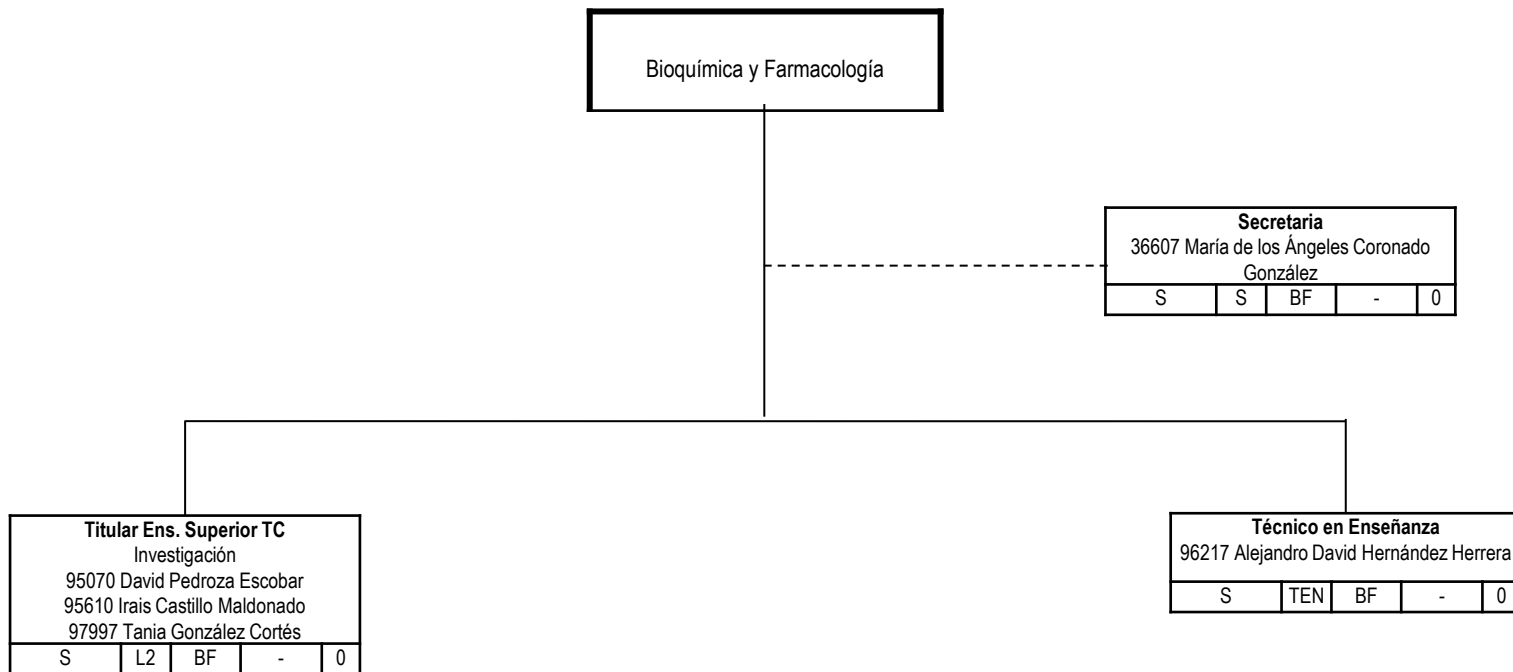 Bioquímica y Farmacología
Secretaria
36607 María de los Ángeles Coronado
González
S S BF - 0
Titular Ens. Superior TC
Investigación
95070 David Pedroza Escobar
95610 Irais Castillo Maldonado
97997 Tania González Cortés
S L2 BF - 0
Técnico en Enseñanza
96217 Alejandro David Hernández Herrera
S TEN BF - 0